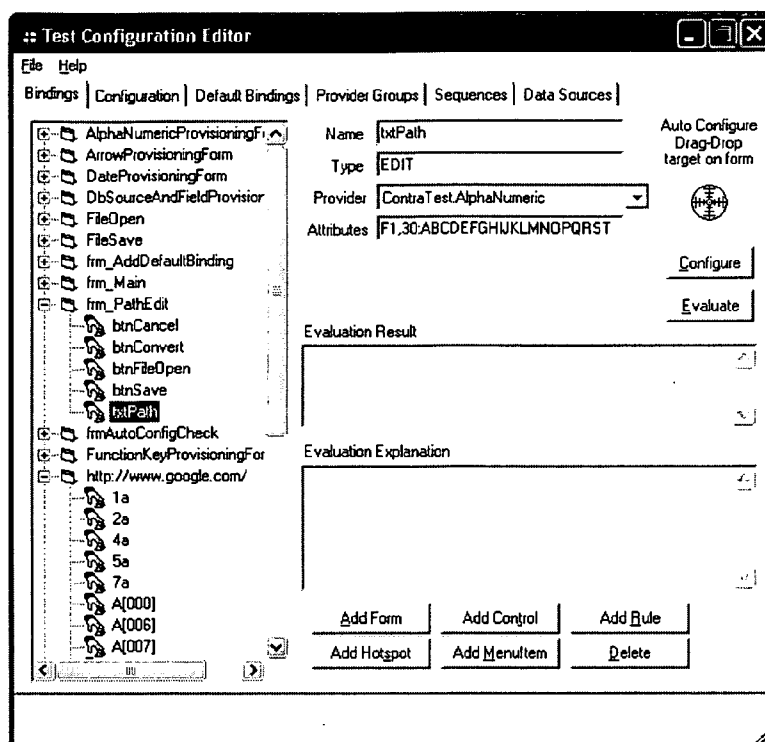 :: Test Configuration Editor
File Help
Bindings Configuration Default Bindings Provider Groups Sequences Data Sources
AlphaNumericProvisioningF
ArrowProvisioningForm
DateProvisioningForm
DbSourceAndFieldProvision
FileOpen
FileSave
frm_AddDefaultBinding
frm_Main
frm_PathEdit
btnCancel
btnConvert
btnFileOpen
btnSave
txtPath
frmAutoConfigCheck
FunctionKeyProvisioningFor
http://www.google.com/
1a
2a
4a
5a
7a
A[000]
A[006]
A[007]
Name txtPath
Type EDIT
Provider ContraTest.AlphaNumeric
Attributes F1,30:ABCDEFGHIJKLMNOPQRST
Auto Configure
Drag-Drop
target on form
Configure
Evaluate
Evaluation Result
Evaluation Explanation
Add Form Add Control Add Rule
Add Hotspot Add MenuItem Delete